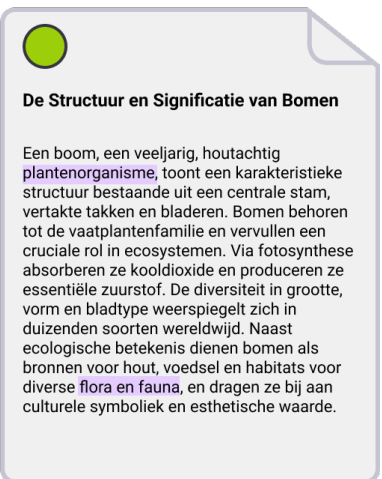 De Structuur en Significatie van Bomen
Een boom, een veeljarig, houtachtig
plantenorganisme, toont een karakteristieke
structuur bestaande uit een centrale stam,
vertakte takken en bladeren. Bomen behoren
tot de vaatplantenfamilie en vervullen een
cruciale rol in ecosystemen. Via fotosynthese
absorberen ze kooldioxide en produceren ze
essentiële zuurstof. De diversiteit in grootte,
vorm en bladtype weerspiegelt zich in
duizenden soorten wereldwijd. Naast
ecologische betekenis dienen bomen als
bronnen voor hout, voedsel en habitats voor
diverse flora en fauna, en dragen ze bij aan
culturele symboliek en esthetische waarde.